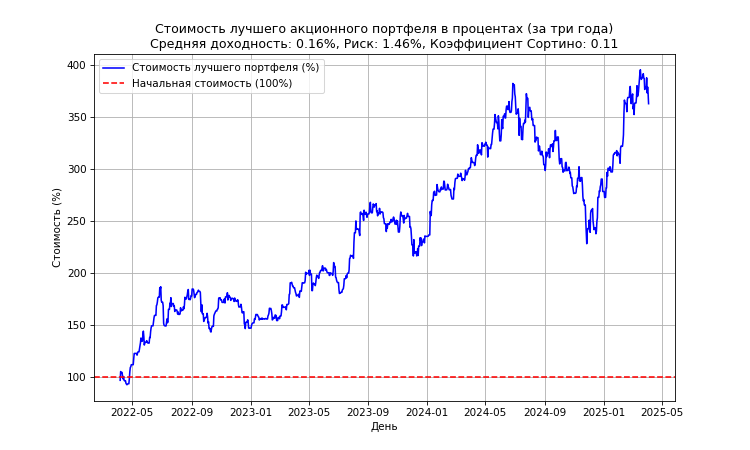 Стоимость лучшего акционного портфеля в процентах (за три года)
Средняя доходность: 0.16%, Риск: 1.46%, Коэффициент Сортино: 0.11
Стоимость лучшего портфеля (%)
Начальная стоимость (100%)
400
350
300
250
200
150
100
Стоимость (%)
2022-05
2022-09
2023-01
2023-05
2023-09
2024-01
2024-05
2024-09
2025-01
2025-05
День